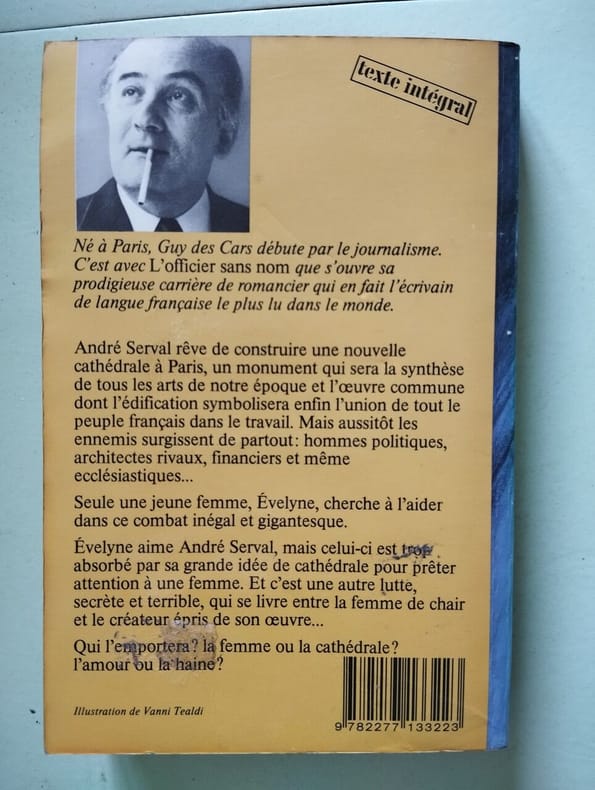 texte intégral
Né à Paris, Guy des Cars débute par le journalisme.
C'est avec L'officier sans nom que s'ouvre sa
prodigieuse carrière de romancier qui en fait l'écrivain
de langue française le plus lu dans le monde.
André Serval rêve de construire une nouvelle
cathédrale à Paris, un monument qui sera la synthèse
de tous les arts de notre époque et l'œuvre commune
dont l'édification symbolisera enfin l'union de tout le
peuple français dans le travail. Mais aussitôt les
ennemis surgissent de partout : hommes politiques,
architectes rivaux, financiers et même
ecclésiastiques...
Seule une jeune femme, Évelyne, cherche à l'aider
dans ce combat inégal et gigantesque.
Évelyne aime André Serval, mais celui-ci est trop
absorbé par sa grande idée de cathédrale pour prêter
attention à une femme. Et c'est une autre lutte,
secrète et terrible, qui se livre entre la femme de chair
et le créateur épris de son œuvre...
Qui l'emportera ? la femme ou la cathédrale ?
l'amour ou la haine ?
Illustration de Vanni Tealdi
9 782277 133223